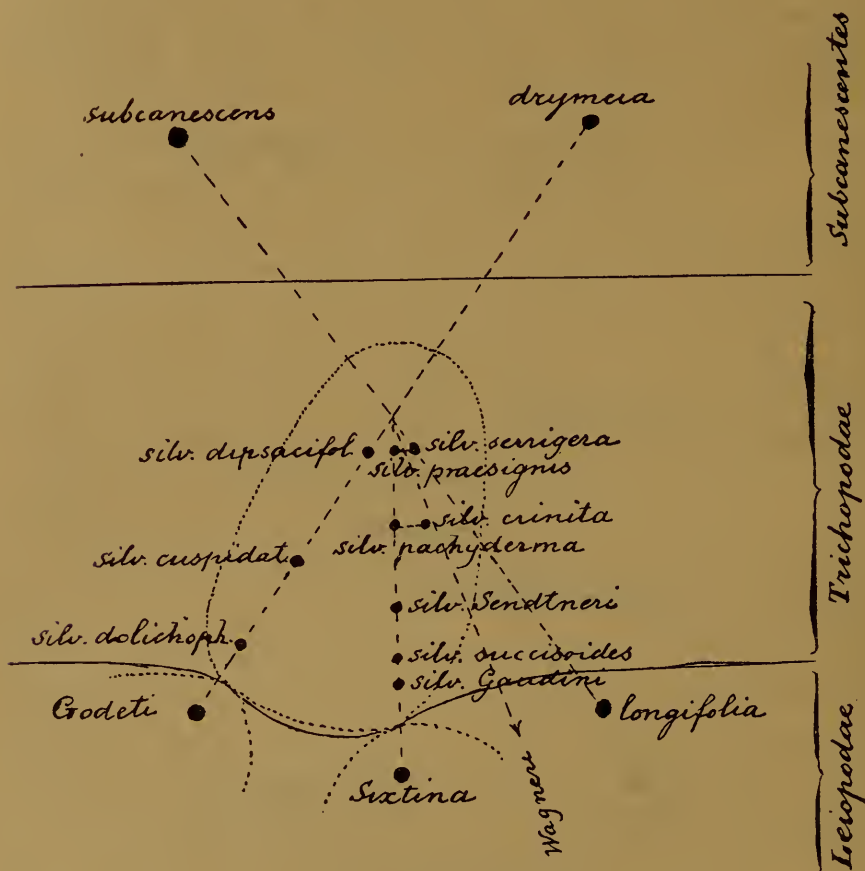 subcanescens
drymeia
Subcanescentes
silv. dipsacifol
silv. serrigera
silv. praesignis
silv. crinita
silv. pachyderma
silv. cuspidat.
silv. Sendtneri
silv. dolichoph.
silv. succisoides
silv. Gaudini
Godeti
longifolia
Sixtina
Wagneri
Trichopodae
Leiopodae